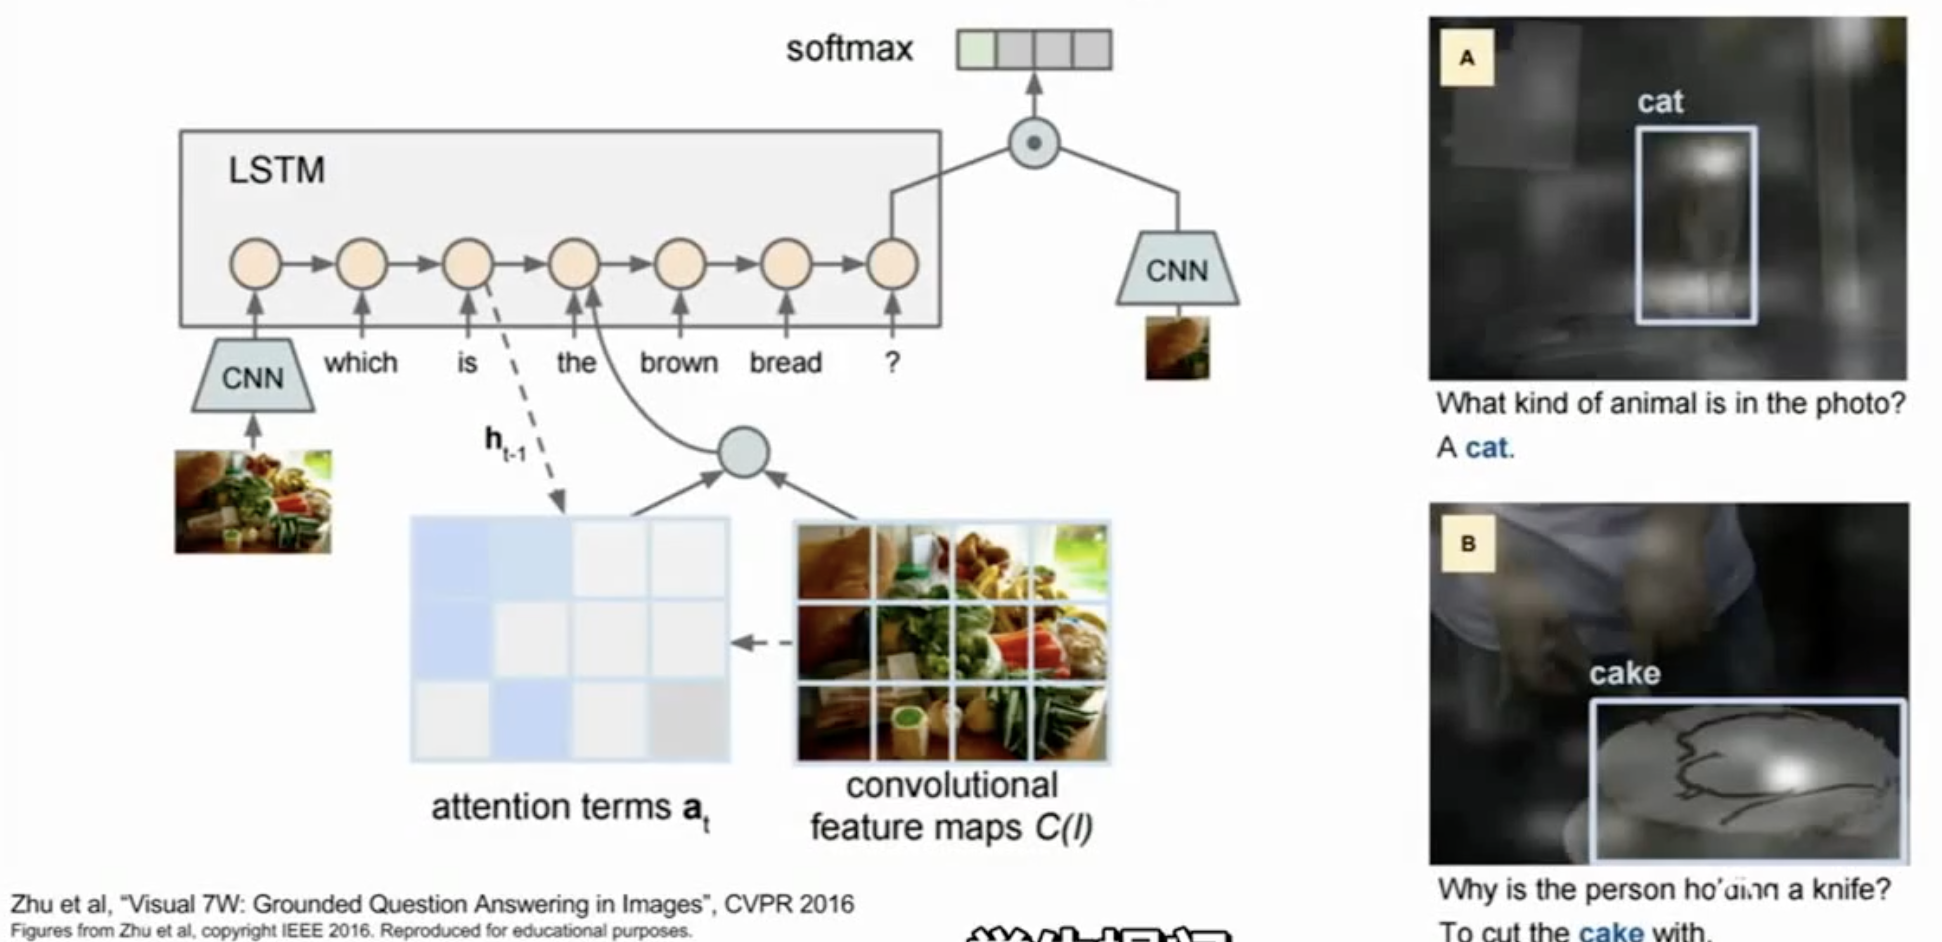 softmax
LSTM
CNN
which is the brown bread ?
CNN
h_t-1
attention terms a_t
convolutional
feature maps C(I)
Zhu et al, “Visual 7W: Grounded Question Answering in Images”, CVPR 2016
Figures from Zhu et al, copyright IEEE 2016. Reproduced for educational purposes.
A
cat
What kind of animal is in the photo?
A cat.
B
cake
Why is the person holding a knife?
To cut the cake with.